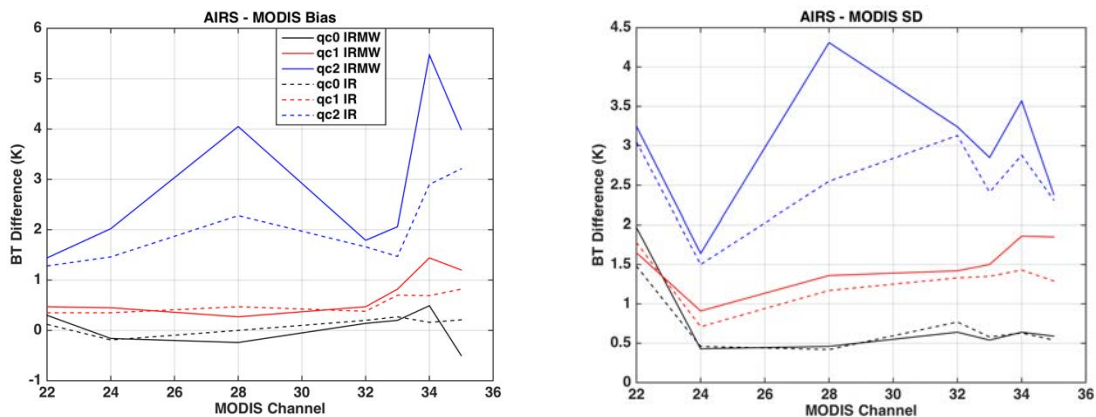 AIRS - MODIS Bias
6
5
4
3
2
1
0
-1
BT Difference (K)
qc0 IRMW
qc1 IRMW
qc2 IRMW
qc0 IR
qc1 IR
qc2 IR
22 24 26 28 30 32 34 36
MODIS Channel
AIRS - MODIS SD
4.5
4
3.5
3
2.5
2
1.5
1
0.5
0
BT Difference (K)
22 24 26 28 30 32 34 36
MODIS Channel